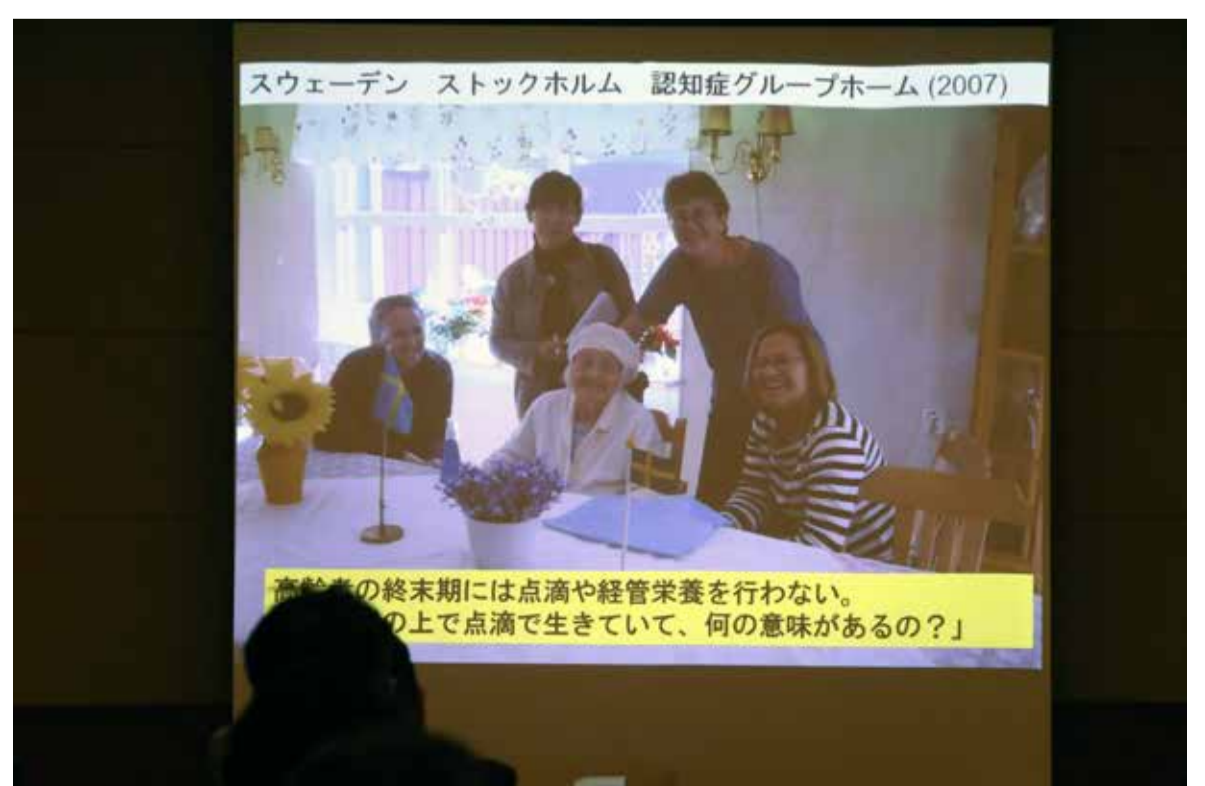 スウェーデン ストックホルム 認知症グループホーム (2007)
高齢者の終末期には点滴や経管栄養を行わない。
の上で点滴で生きていて、何の意味があるの？」